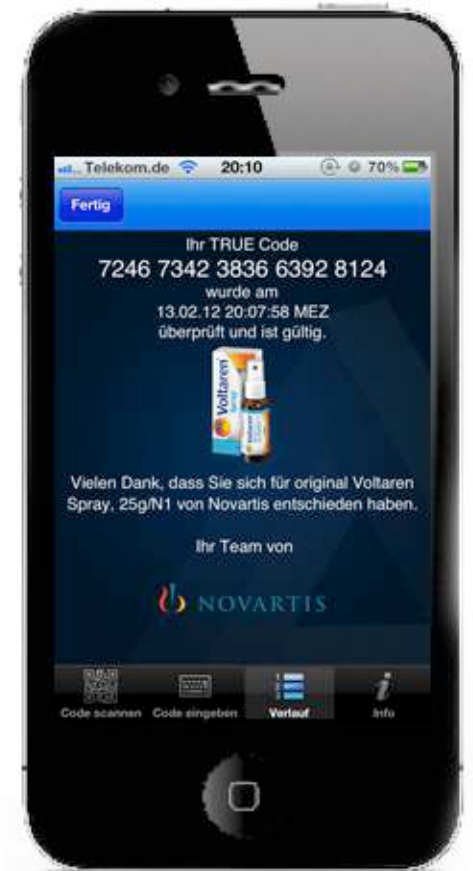 Telekom.de 20:10 70%
Fertig
Ihr TRUE Code
7246 7342 3836 6392 8124
wurde am
13.02.12 20:07:58 MEZ
überprüft und ist gültig.
Voltaren
Spray
Voltaren
Vielen Dank, dass Sie sich für original Voltaren
Spray, 25g/N1 von Novartis entschieden haben.
Ihr Team von
NOVARTIS
Code scannen Code eingeben Verlauf Info